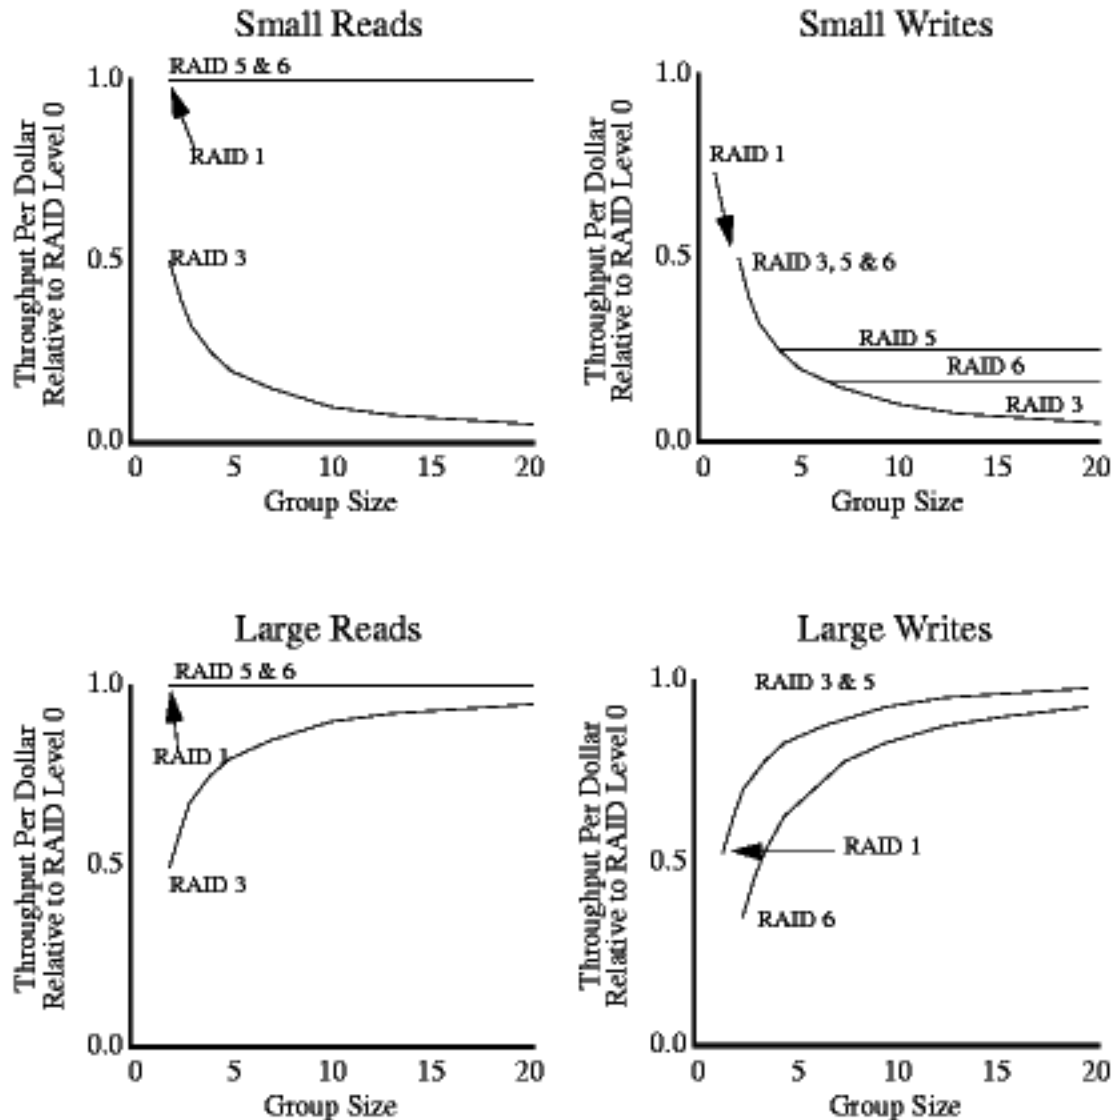 Small Reads
Throughput Per Dollar
Relative to RAID Level 0
1.0
0.5
0.0
RAID 5 & 6
RAID 1
RAID 3
0 5 10 15 20
Group Size
Small Writes
Throughput Per Dollar
Relative to RAID Level 0
1.0
0.5
0.0
RAID 1
RAID 3, 5 & 6
RAID 5
RAID 6
RAID 3
0 5 10 15 20
Group Size
Large Reads
Throughput Per Dollar
Relative to RAID Level 0
1.0
0.5
0.0
RAID 5 & 6
RAID 1
RAID 3
0 5 10 15 20
Group Size
Large Writes
Throughput Per Dollar
Relative to RAID Level 0
1.0
0.5
0.0
RAID 3 & 5
RAID 1
RAID 6
0 5 10 15 20
Group Size